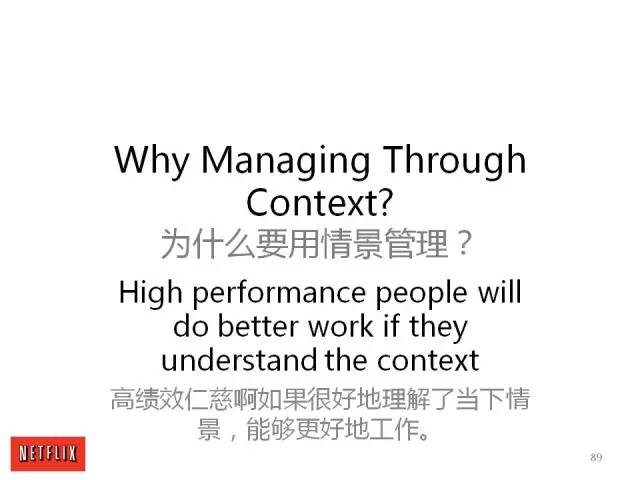 Why Managing Through
Context?
为什么要用情景管理？
High performance people will
do better work if they
understand the context
高绩效仁慈啊如果很好地理解了当下情
景，能够更好地工作。
NETFLIX
89